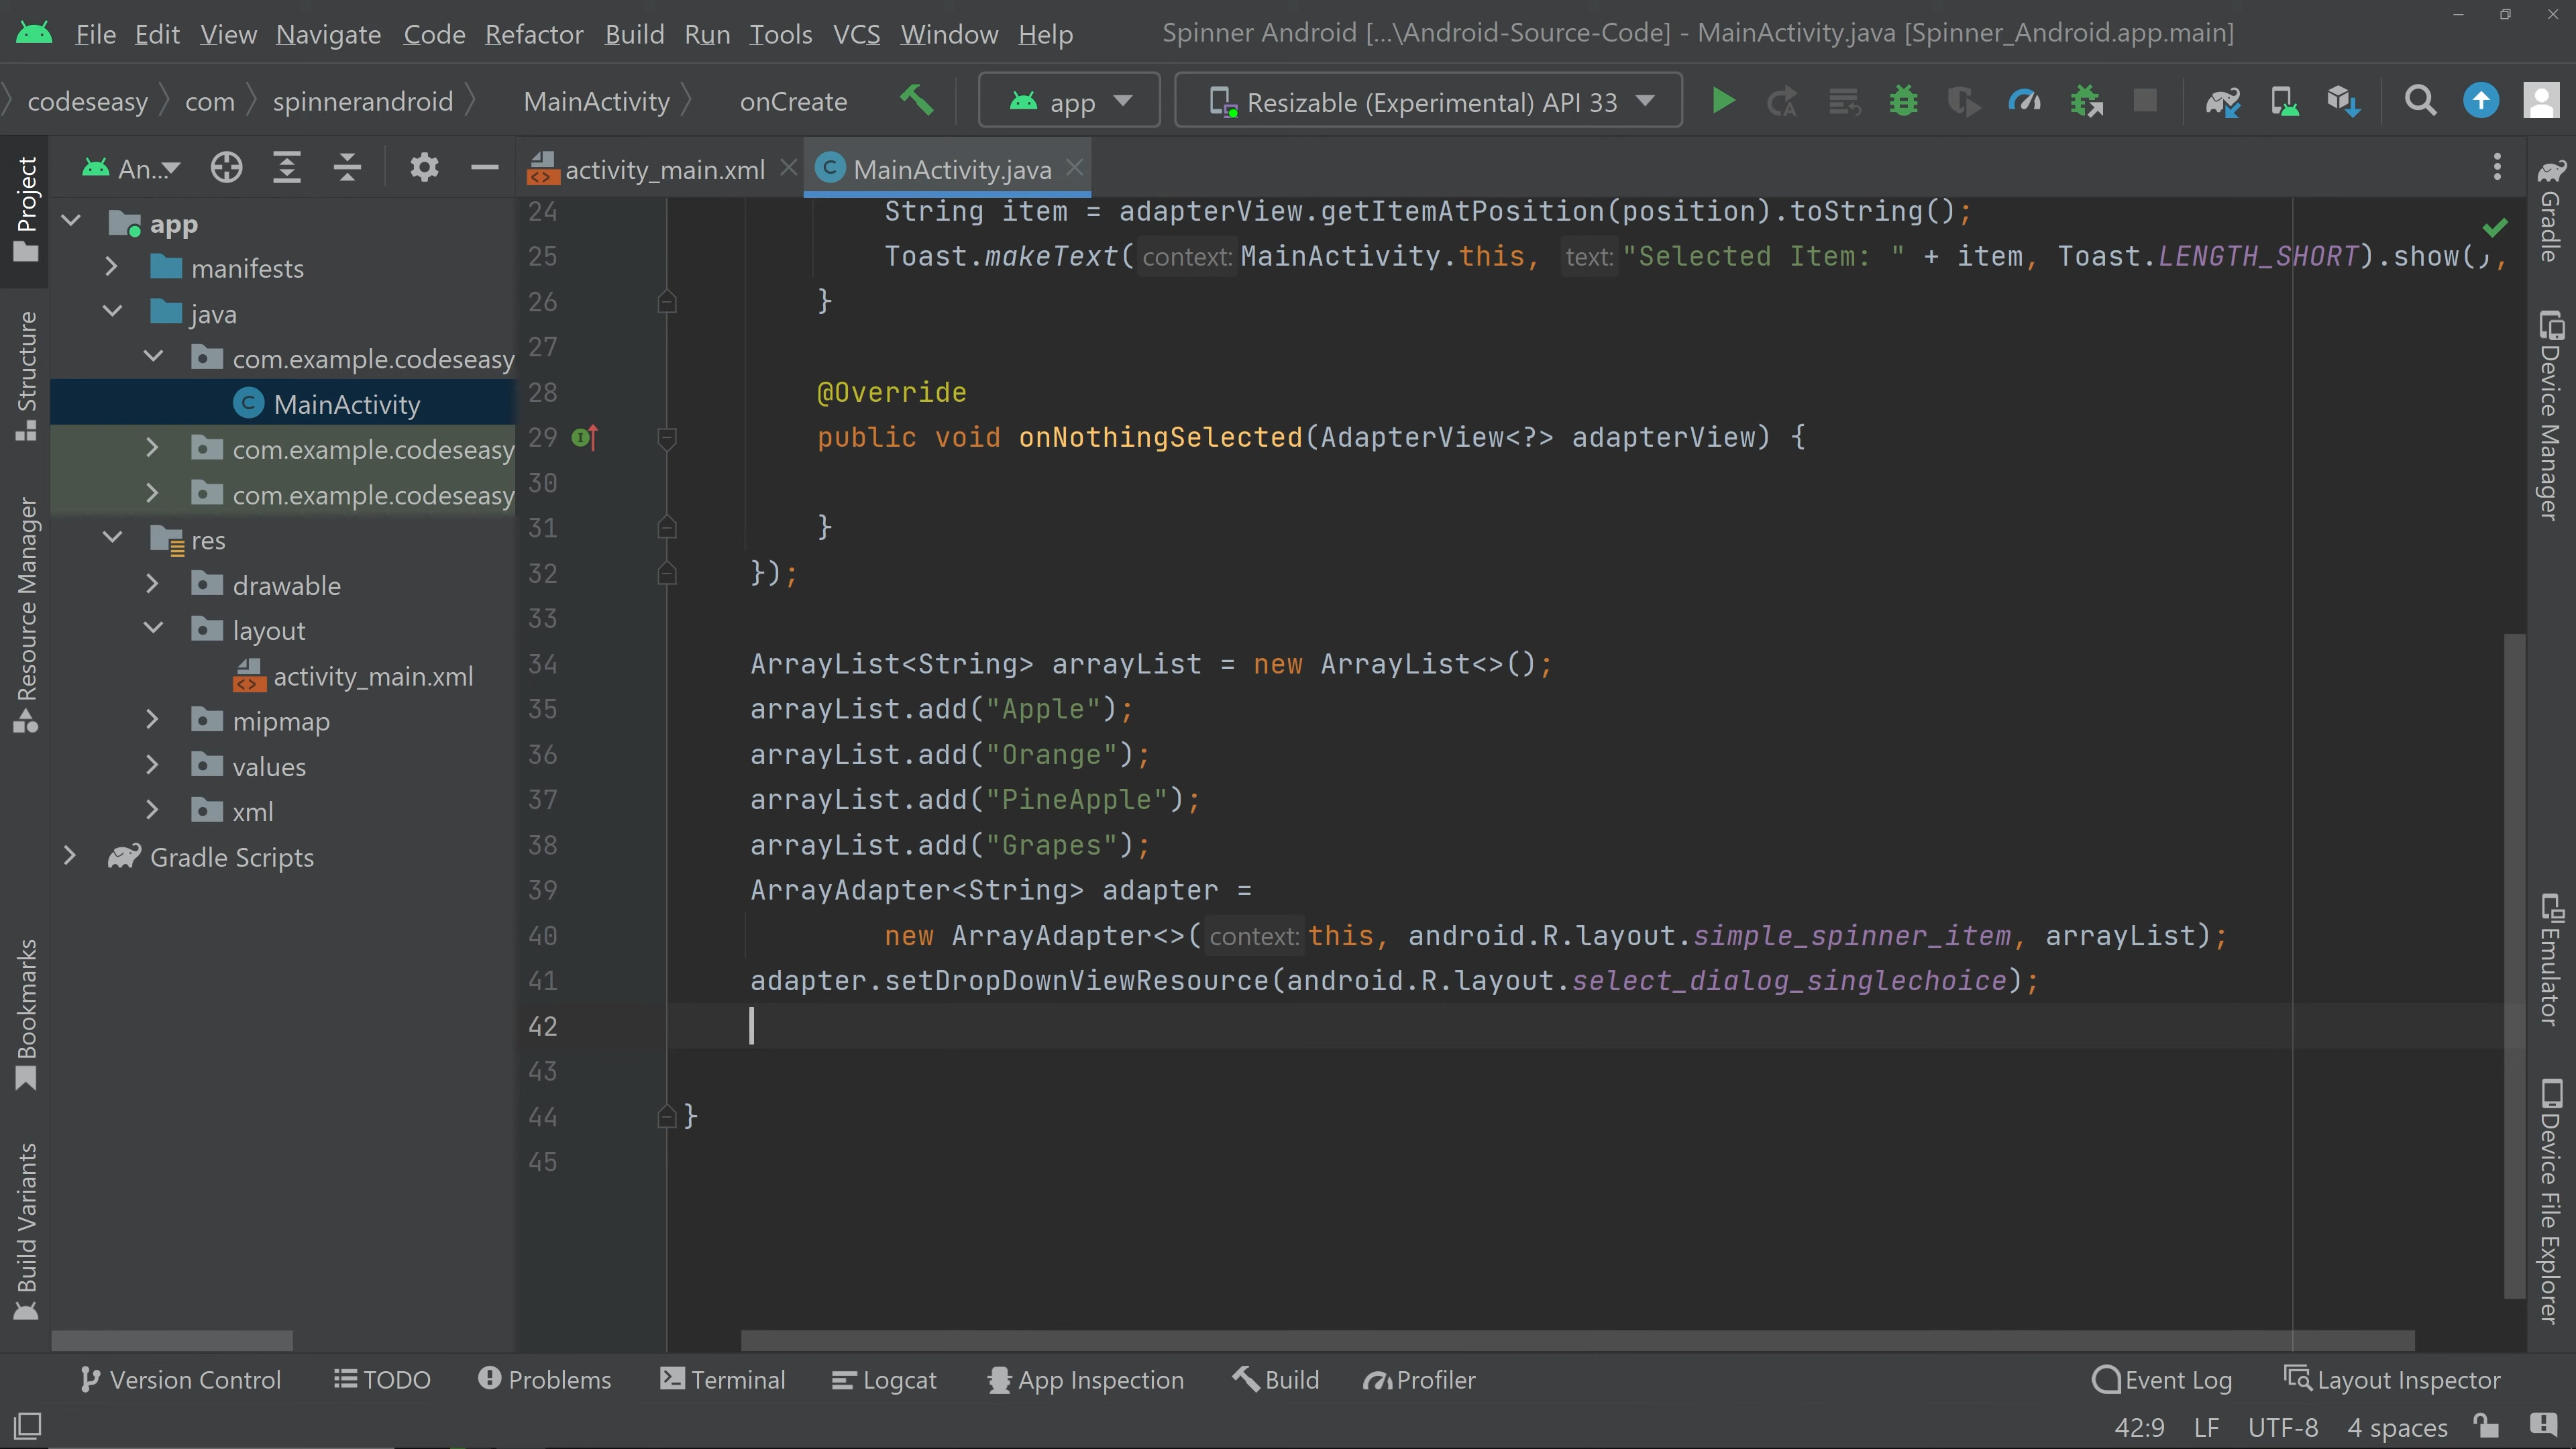 File Edit View Navigate Code Refactor Build Run Tools VCS Window Help Spinner Android [...\Android-Source-Code] - MainActivity.java [Spinner_Android.app.main]
codeseasy com spinnerandroid MainActivity onCreate app Resizable (Experimental) API 33
An... activity_main.xml MainActivity.java
Project
Structure
Resource Manager
Bookmarks
Build Variants
app
manifests
java
com.example.codeseasy
MainActivity
com.example.codeseasy
com.example.codeseasy
res
drawable
layout
activity_main.xml
mipmap
values
xml
Gradle Scripts
24 String item = adapterView.getItemAtPosition(position).toString();
25 Toast.makeText( context: MainActivity.this, text: "Selected Item: " + item, Toast.LENGTH_SHORT).show();
26 }
27
28 @Override
29 public void onNothingSelected(AdapterView<?> adapterView) {
30
31 }
32 });
33
34 ArrayList<String> arrayList = new ArrayList<>();
35 arrayList.add("Apple");
36 arrayList.add("Orange");
37 arrayList.add("PineApple");
38 arrayList.add("Grapes");
39 ArrayAdapter<String> adapter =
40 new ArrayAdapter<>( context: this, android.R.layout.simple_spinner_item, arrayList);
41 adapter.setDropDownViewResource(android.R.layout.select_dialog_singlechoice);
42
43
44 }
45
Gradle
Device Manager
Emulator
Device File Explorer
Version Control TODO Problems Terminal Logcat App Inspection Build Profiler Event Log Layout Inspector
42:9 LF UTF-8 4 spaces